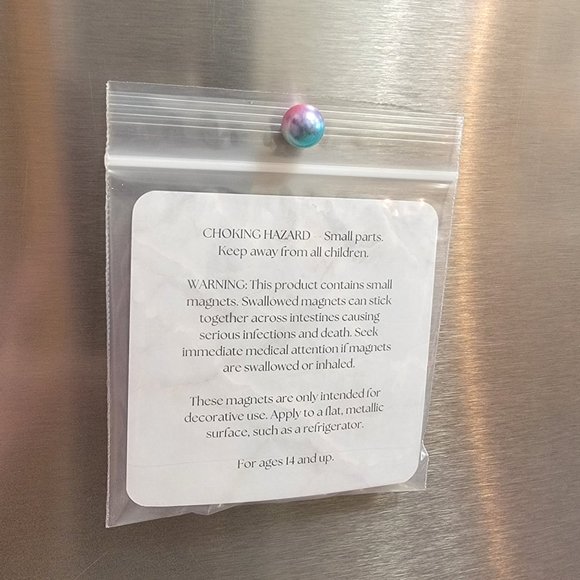 CHOKING HAZARD Small parts.
Keep away from all children.
WARNING: This product contains small
magnets. Swallowed magnets can stick
together across intestines causing
serious infections and death. Seek
immediate medical attention if magnets
are swallowed or inhaled.
These magnets are only intended for
decorative use. Apply to a flat, metallic
surface, such as a refrigerator.
For ages 14 and up.